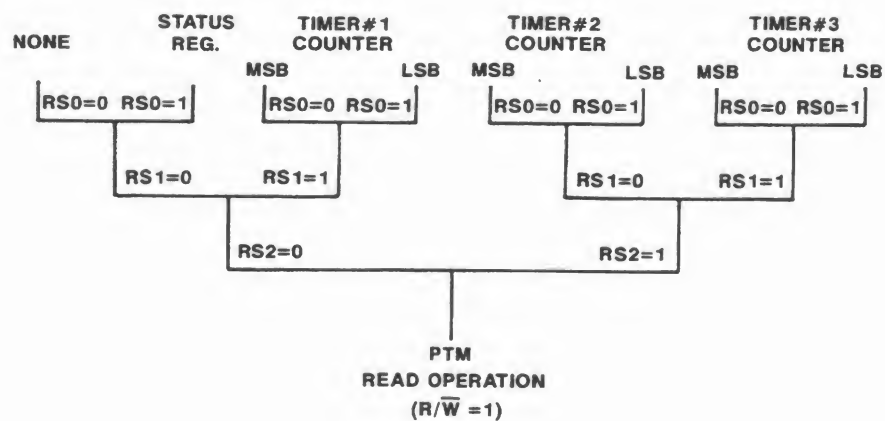 NONE
STATUS
REG.
TIMER#1
COUNTER
TIMER#2
COUNTER
TIMER#3
COUNTER
MSB LSB MSB LSB MSB LSB
RS0=0 RS0=1 RS0=0 RS0=1 RS0=0 RS0=1 RS0=0 RS0=1
RS1=0 RS1=1 RS1=0 RS1=1
RS2=0 RS2=1
PTM
READ OPERATION
(R/W̅ =1)